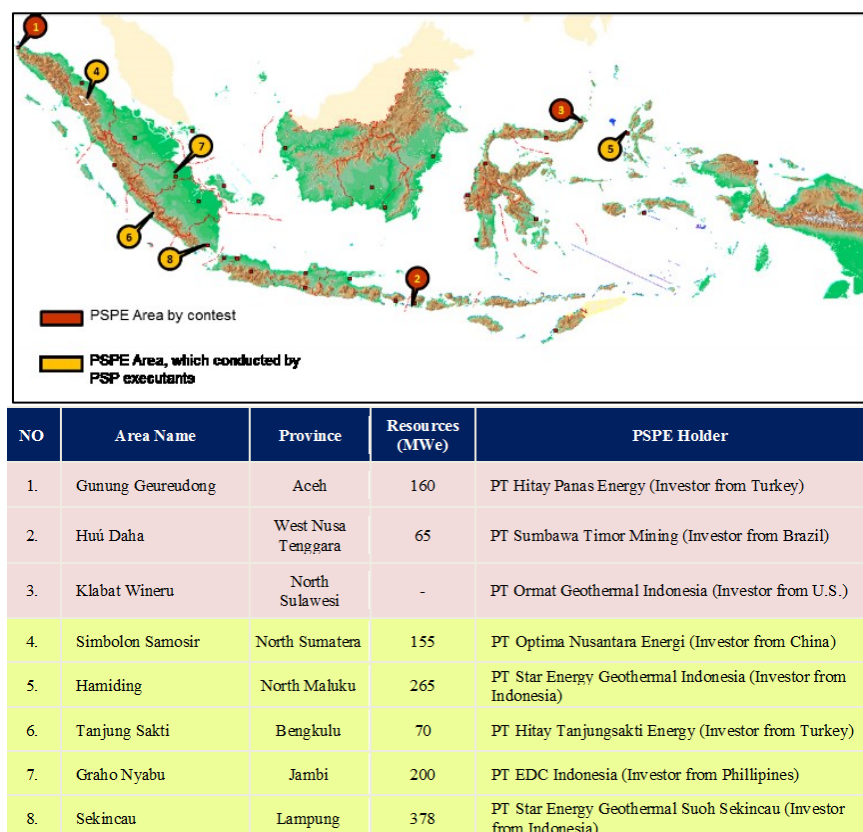 1
4
3
7
5
6
8
2
PSPE Area by contest
PSPE Area, which conducted by
PSP executants
NO
Area Name
Province
Resources
(MWe)
PSPE Holder
1.
Gunung Geureudong
Aceh
160
PT Hitay Panas Energy (Investor from Turkey)
2.
Huú Daha
West Nusa
Tenggara
65
PT Sumbawa Timor Mining (Investor from Brazil)
3.
Klabat Wineru
North
Sulawesi
-
PT Ormat Geothermal Indonesia (Investor from U.S.)
4.
Simbolon Samosir
North Sumatera
155
PT Optima Nusantara Energi (Investor from China)
5.
Hamiding
North Maluku
265
PT Star Energy Geothermal Indonesia (Investor from
Indonesia)
6.
Tanjung Sakti
Bengkulu
70
PT Hitay Tanjungsakti Energy (Investor from Turkey)
7.
Graho Nyabu
Jambi
200
PT EDC Indonesia (Investor from Phillipines)
8.
Sekincau
Lampung
378
PT Star Energy Geothermal Suoh Sekincau (Investor
from Indonesia)